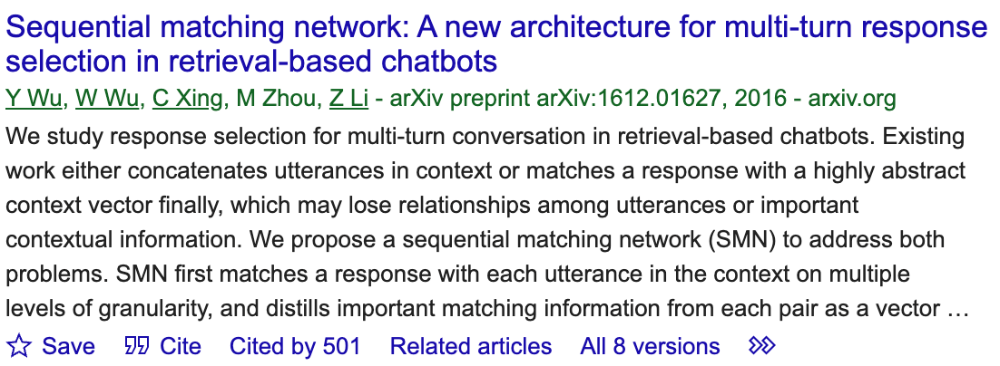 Sequential matching network: A new architecture for multi-turn response
selection in retrieval-based chatbots
Y Wu, W Wu, C Xing, M Zhou, Z Li - arXiv preprint arXiv:1612.01627, 2016 - arxiv.org
We study response selection for multi-turn conversation in retrieval-based chatbots. Existing
work either concatenates utterances in context or matches a response with a highly abstract
context vector finally, which may lose relationships among utterances or important
contextual information. We propose a sequential matching network (SMN) to address both
problems. SMN first matches a response with each utterance in the context on multiple
levels of granularity, and distills important matching information from each pair as a vector …
Save Cite Cited by 501 Related articles All 8 versions